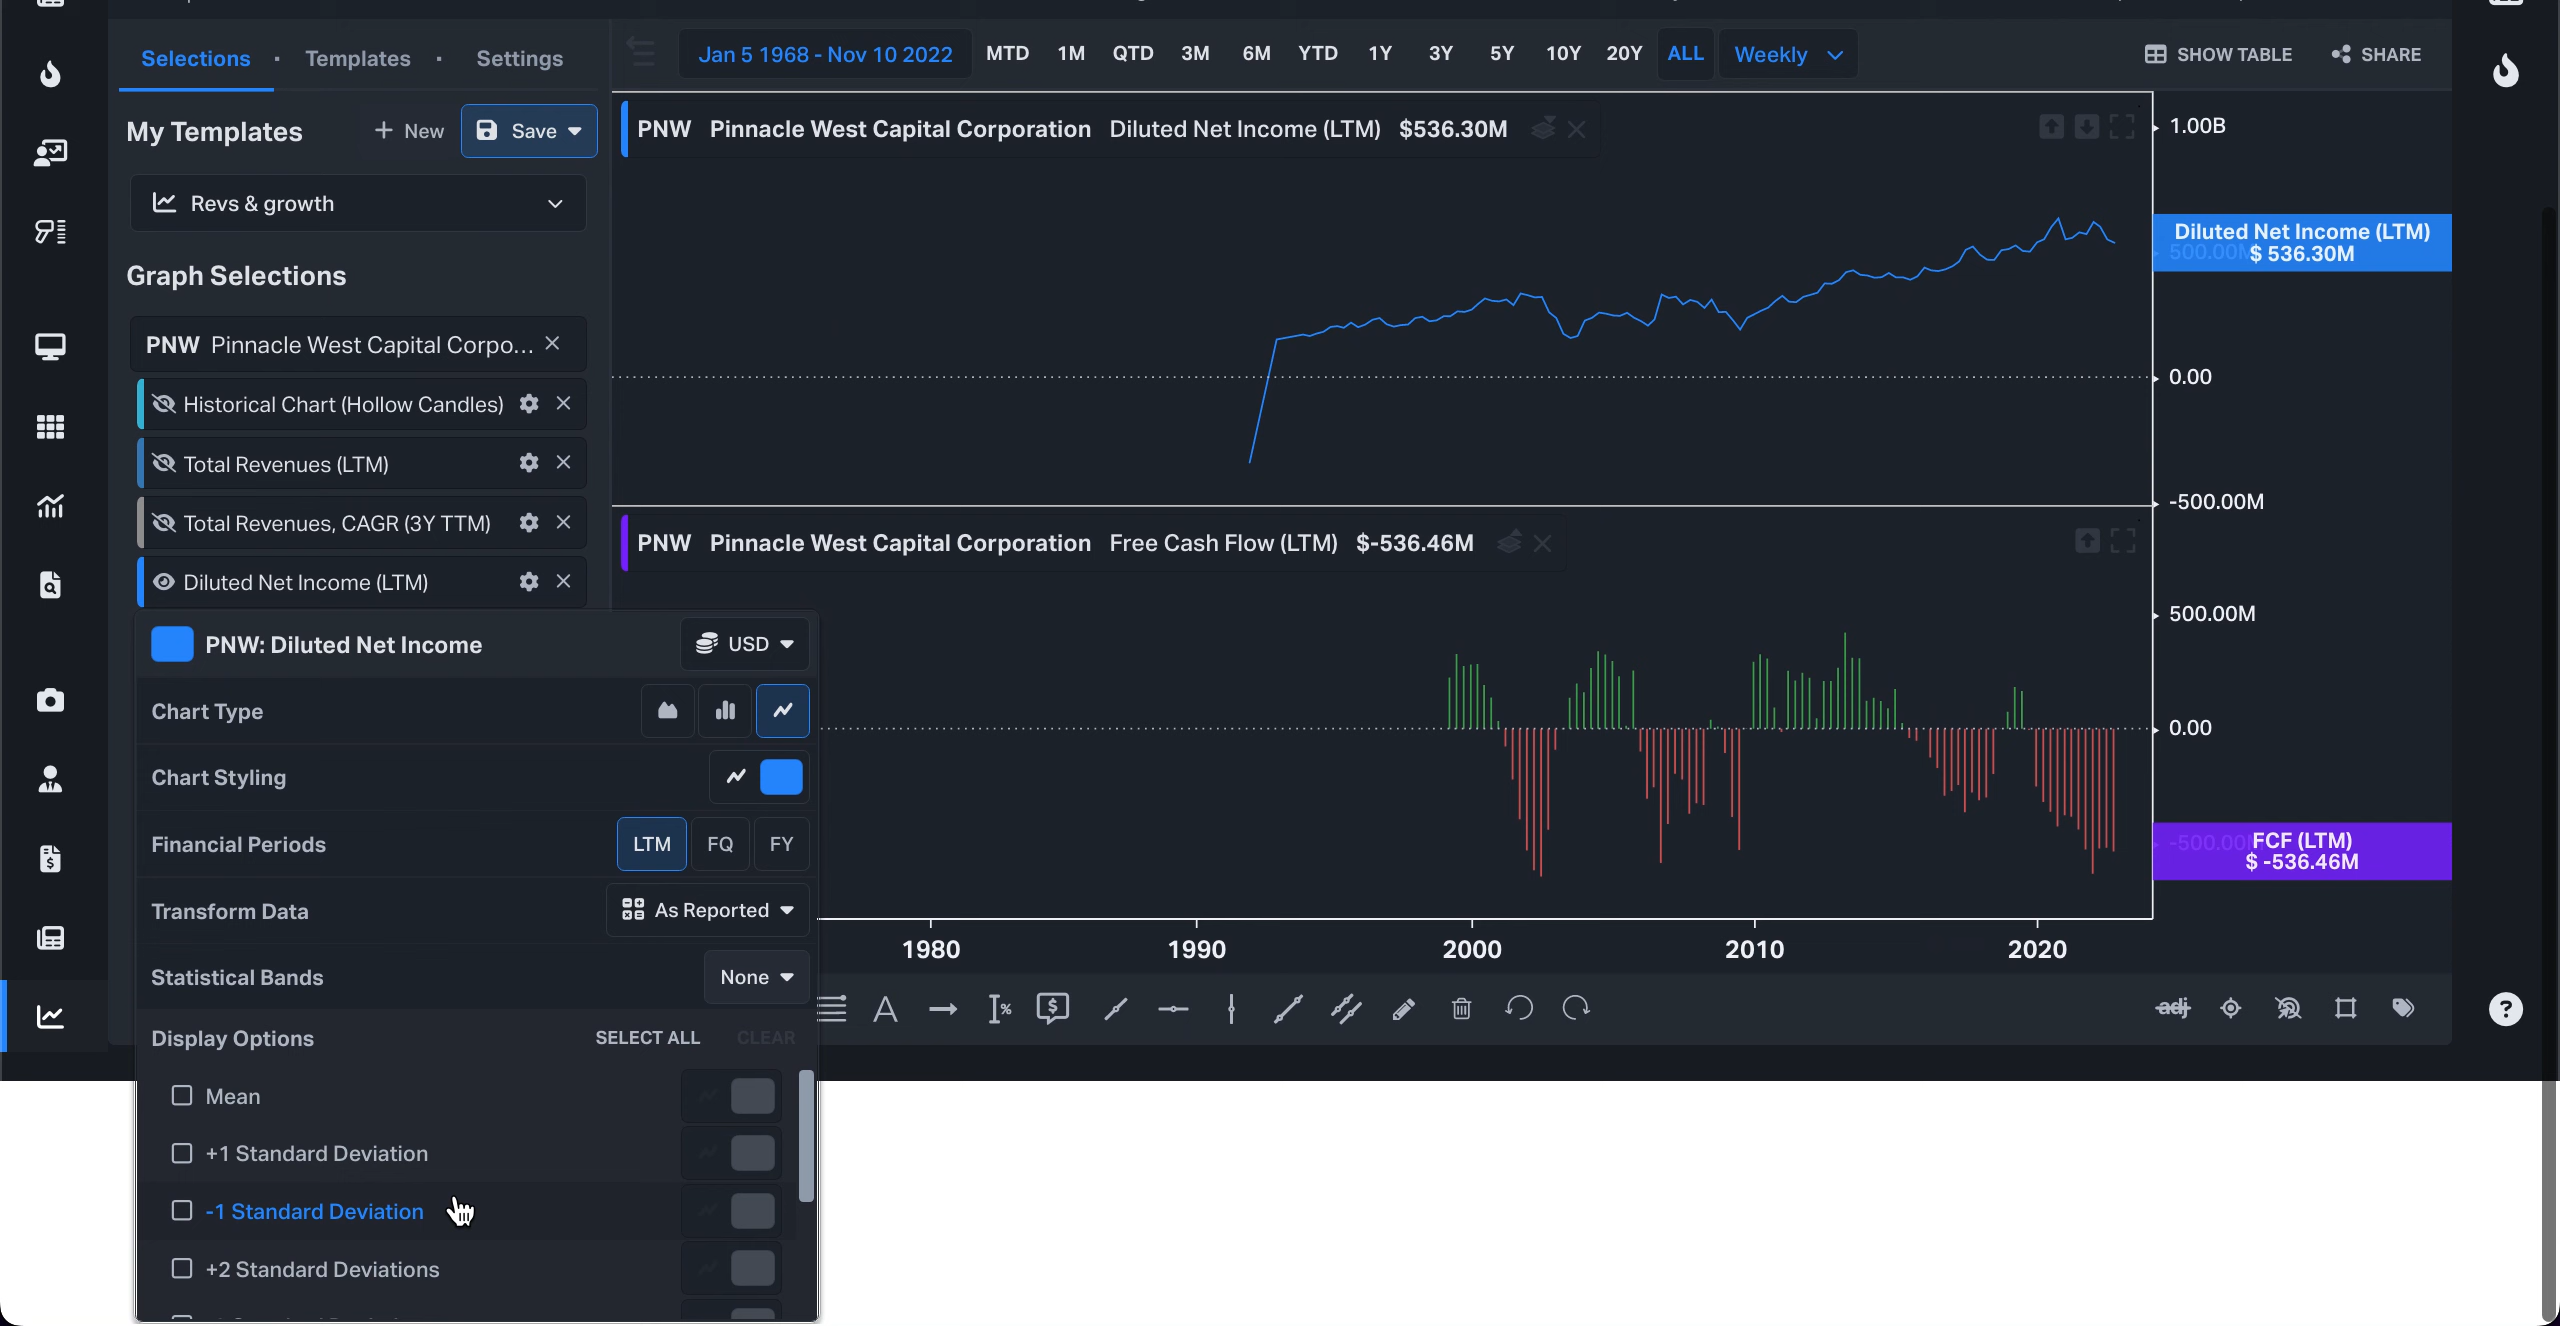 Selections · Templates · Settings
Jan 5 1968 - Nov 10 2022 MTD 1M QTD 3M 6M YTD 1Y 3Y 5Y 10Y 20Y ALL Weekly SHOW TABLE SHARE
My Templates + New Save
Revs & growth
Graph Selections
PNW Pinnacle West Capital Corpo...
Historical Chart (Hollow Candles)
Total Revenues (LTM)
Total Revenues, CAGR (3Y TTM)
Diluted Net Income (LTM)
PNW: Diluted Net Income USD
Chart Type
Chart Styling
Financial Periods LTM FQ FY
Transform Data As Reported
Statistical Bands None
Display Options SELECT ALL CLEAR
Mean
+1 Standard Deviation
-1 Standard Deviation
+2 Standard Deviations
PNW Pinnacle West Capital Corporation Diluted Net Income (LTM) $536.30M
1.00B
Diluted Net Income (LTM)
$ 536.30M
0.00
-500.00M
PNW Pinnacle West Capital Corporation Free Cash Flow (LTM) $-536.46M
500.00M
0.00
FCF (LTM)
$ -536.46M
1980 1990 2000 2010 2020
A % $ adj ?